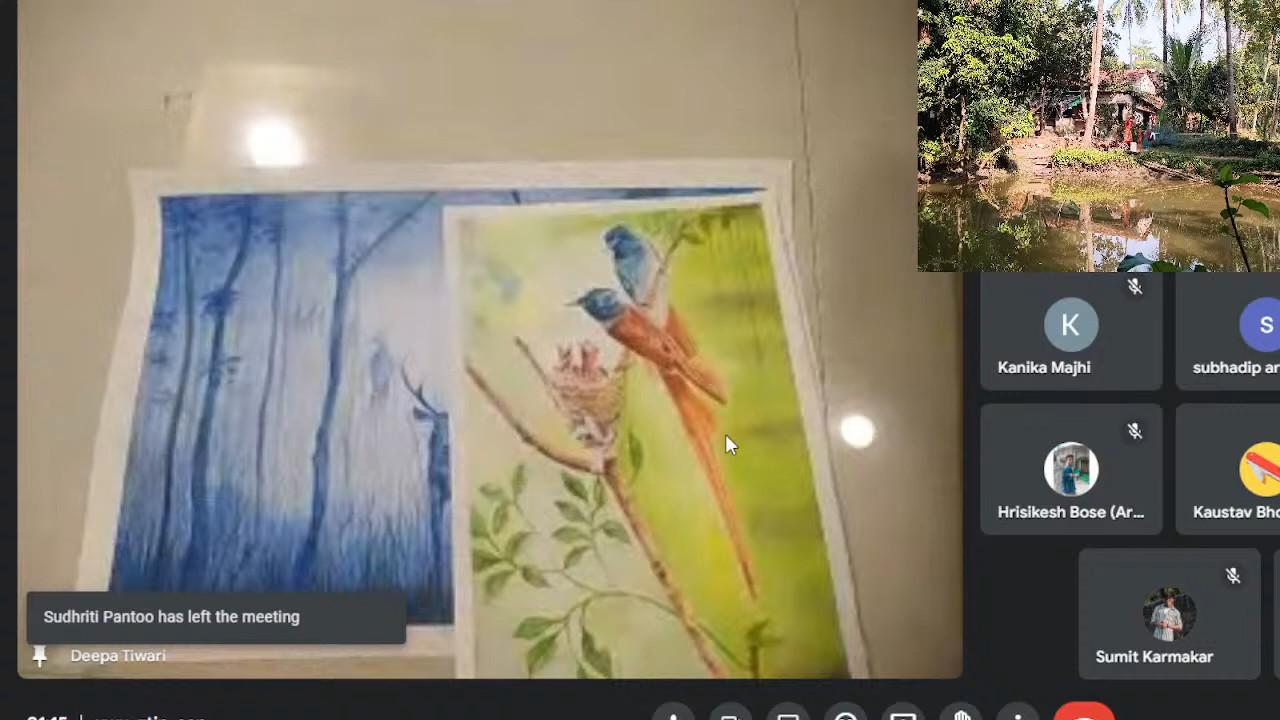 Kanika Majhi
subhadip ar
Hrisikesh Bose (Ar...
Kaustav Bho
Sudhriti Pantoo has left the meeting
Deepa Tiwari
Sumit Karmakar
K
S